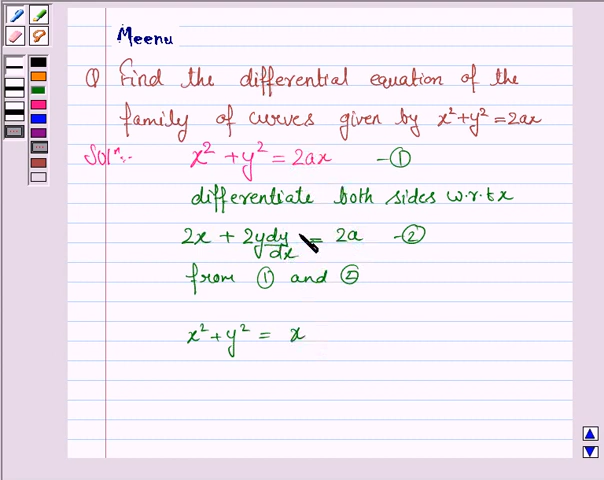 Meenu
Q Find the differential equation of the
family of curves given by x²+y²=2ax
Solⁿ:- x² + y² = 2ax -①
differentiate both sides w.r.t x
2x + 2y dy/dx = 2a -②
from ① and ②
x² + y² = x